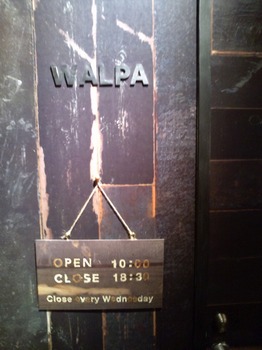 WALPA
OPEN 10:00
CLOSE 18:30
Close every Wednesday